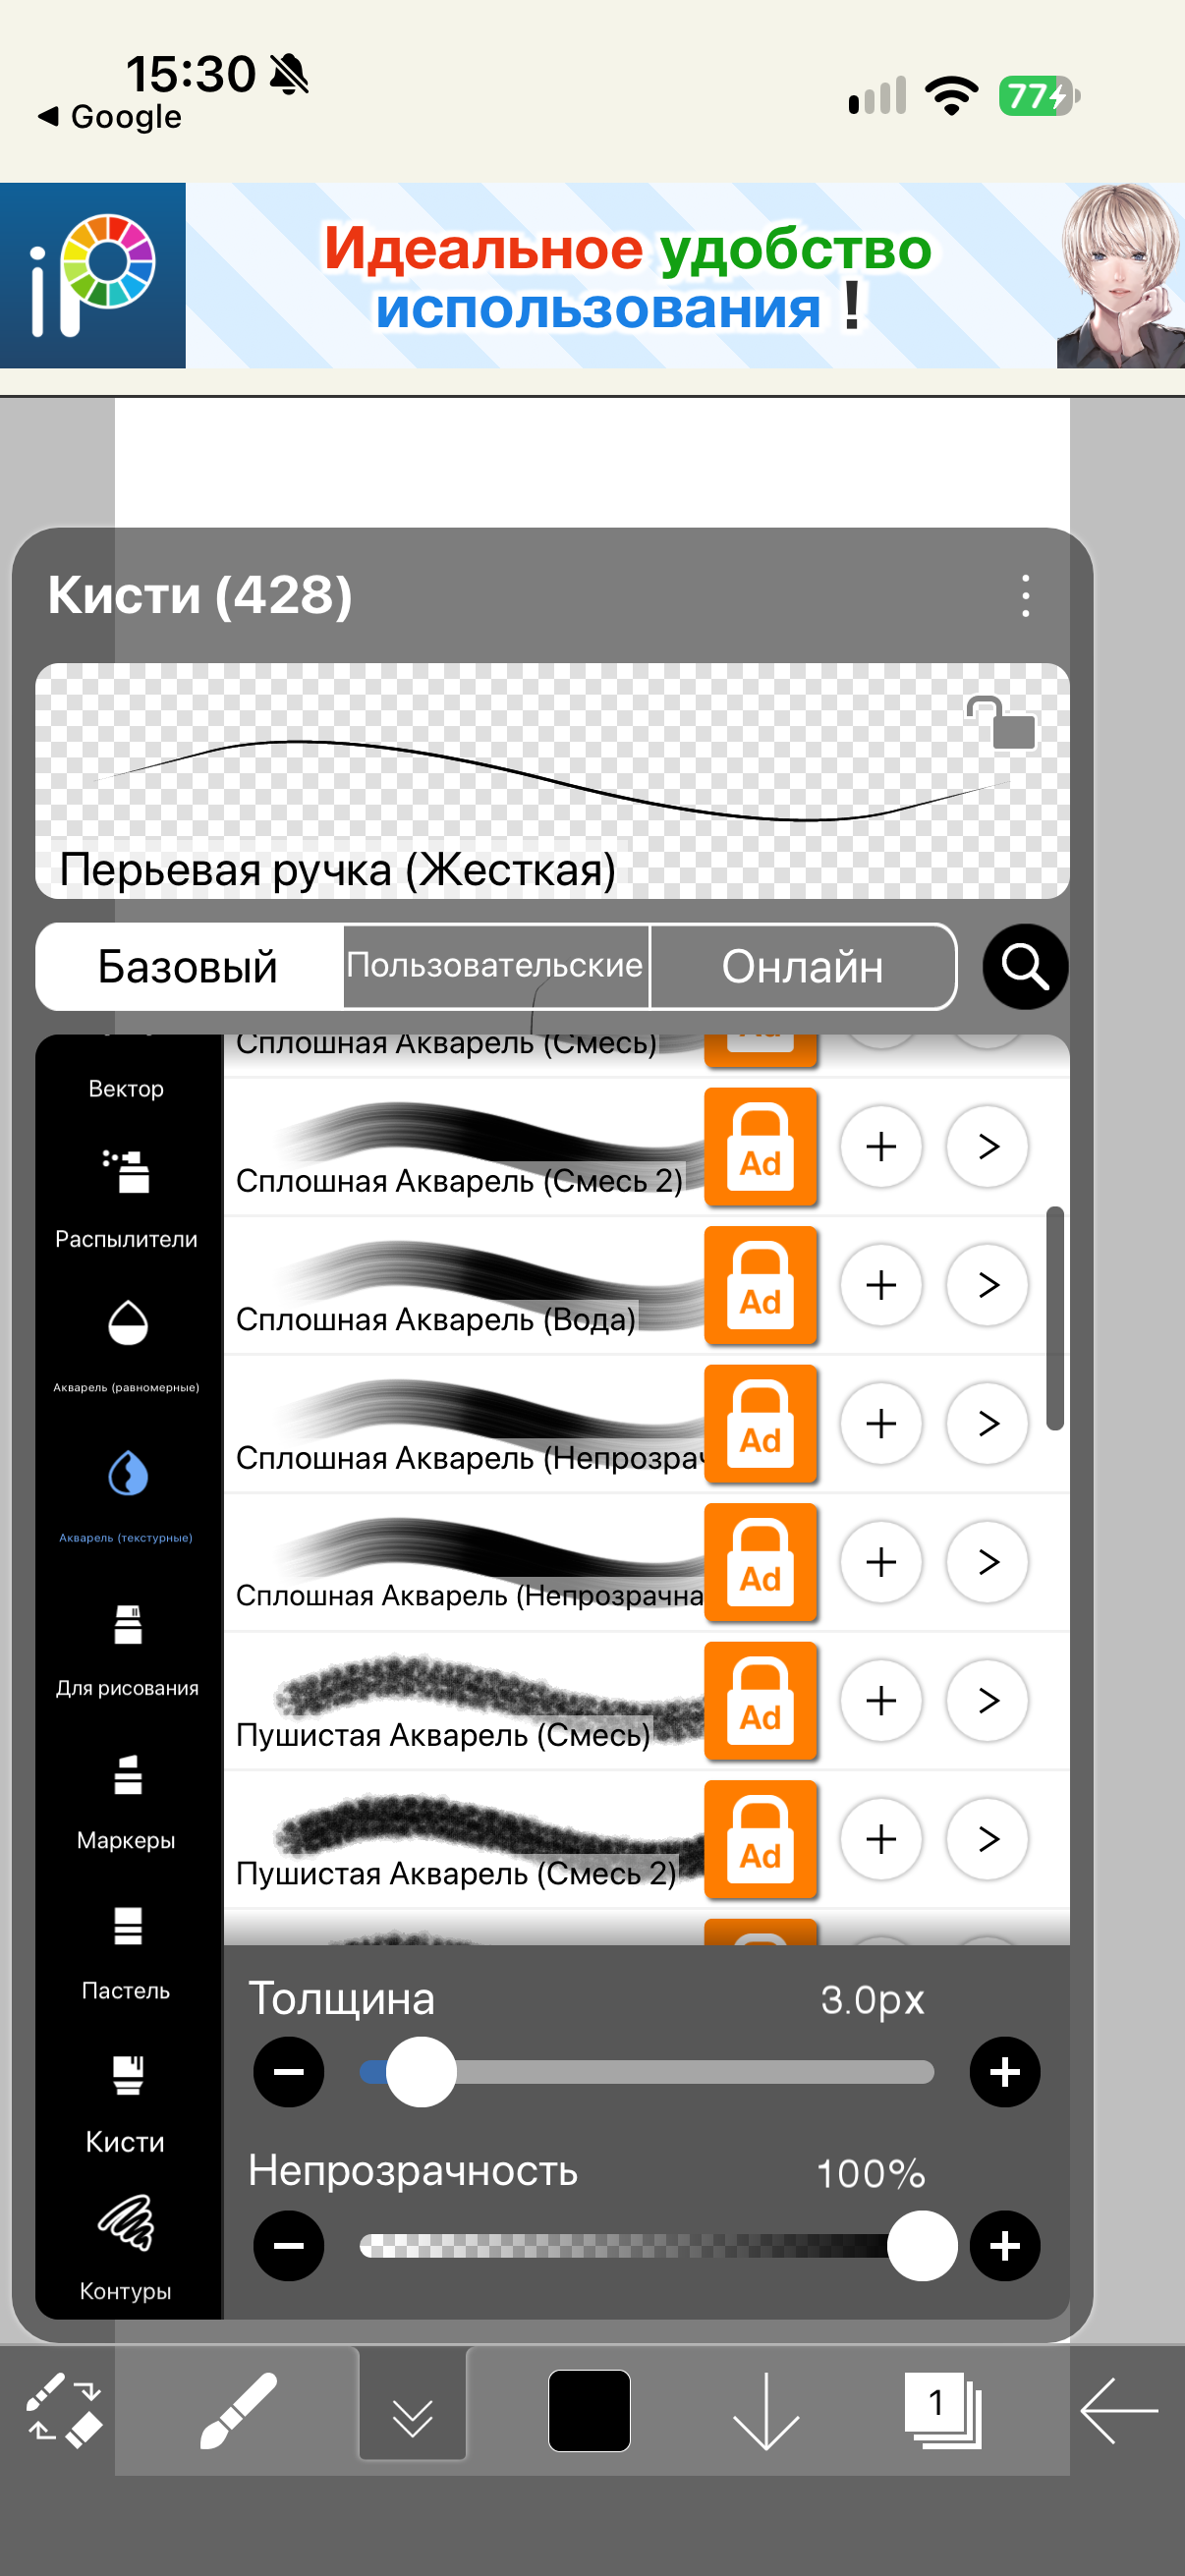 15:30
Google
77
iP
Идеальное удобство
использования !
Кисти (428)
Перьевая ручка (Жесткая)
Базовый
Пользовательские
Онлайн
Вектор
Распылители
Акварель (равномерные)
Акварель (текстурные)
Для рисования
Маркеры
Пастель
Кисти
Контуры
Сплошная Акварель (Смесь)
Ad
Сплошная Акварель (Смесь 2)
Ad
Сплошная Акварель (Вода)
Ad
Сплошная Акварель (Непрозрач
Ad
Сплошная Акварель (Непрозрачна
Ad
Пушистая Акварель (Смесь)
Ad
Пушистая Акварель (Смесь 2)
Ad
Толщина
3.0px
Непрозрачность
100%
1